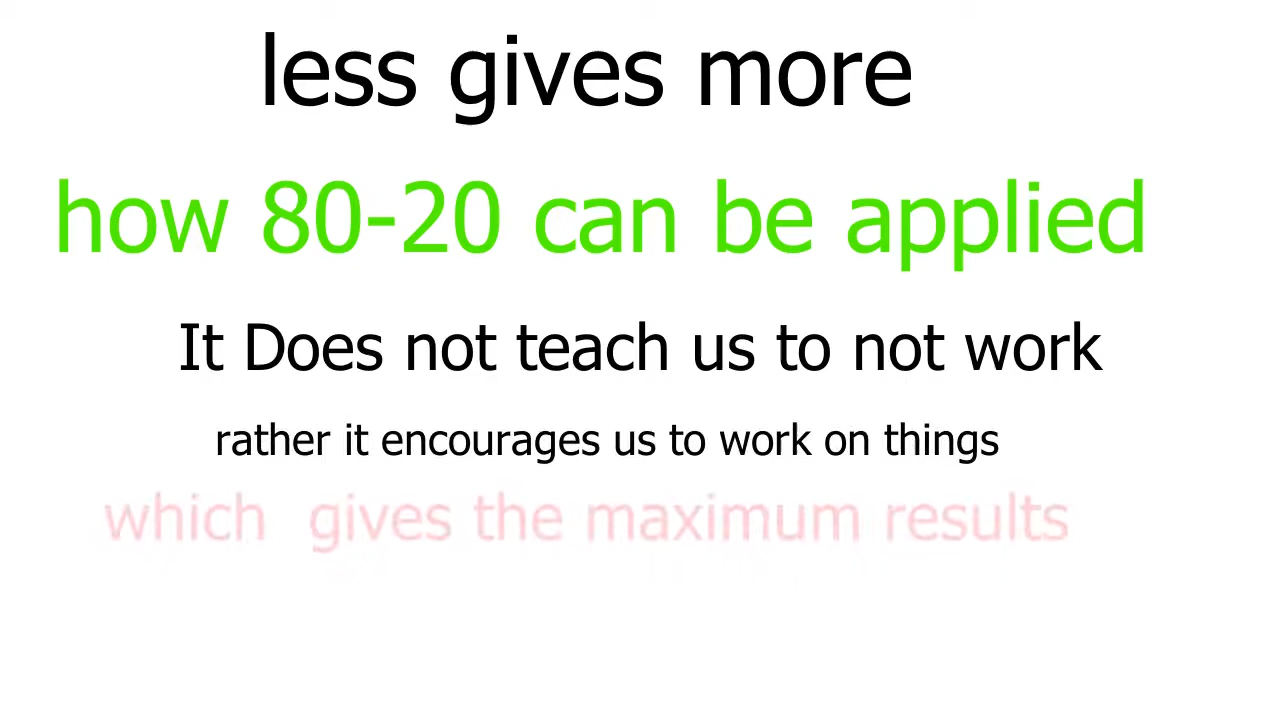 less gives more
how 80-20 can be applied
It Does not teach us to not work
rather it encourages us to work on things
which gives the maximum results